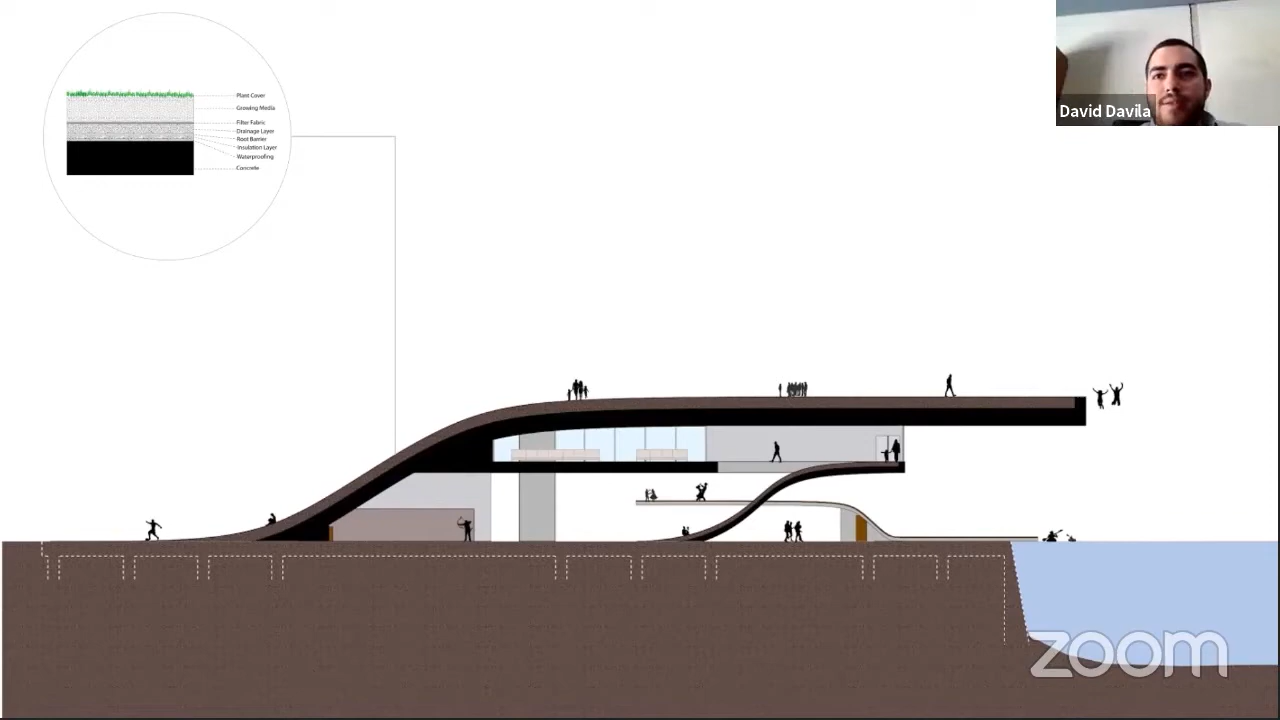 Plant Cover
Growing Media
Filter Fabric
Drainage Layer
Root Barrier
Insulation Layer
Waterproofing
Concrete
David Davila
zoom